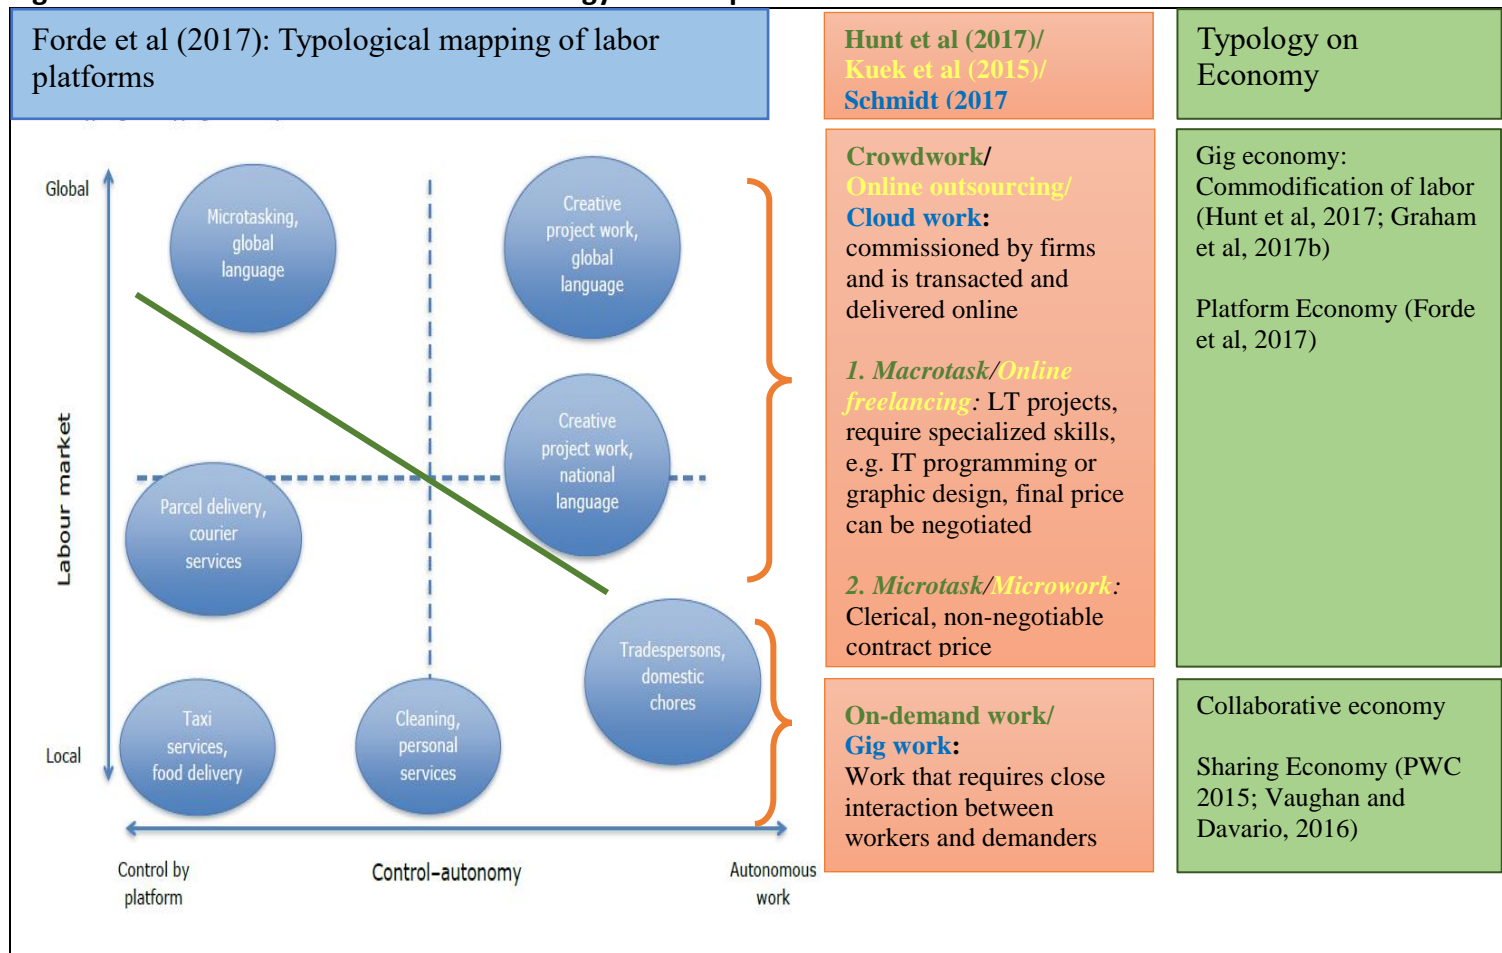 Forde et al (2017): Typological mapping of labor
platforms
Hunt et al (2017)/
Kuek et al (2015)/
Schmidt (2017
Typology on
Economy
Global
Labour market
Local
Microtasking,
global
language
Creative
project work,
global
language
Creative
project work,
national
language
Parcel delivery,
courier
services
Tradespersons,
domestic
chores
Taxi
services,
food delivery
Cleaning,
personal
services
Control by
platform
Control–autonomy
Autonomous
work
Crowdwork/
Online outsourcing/
Cloud work:
commissioned by firms
and is transacted and
delivered online
1. Macrotask/Online
freelancing: LT projects,
require specialized skills,
e.g. IT programming or
graphic design, final price
can be negotiated
2. Microtask/Microwork:
Clerical, non-negotiable
contract price
On-demand work/
Gig work:
Work that requires close
interaction between
workers and demanders
Gig economy:
Commodification of labor
(Hunt et al, 2017; Graham
et al, 2017b)
Platform Economy (Forde
et al, 2017)
Collaborative economy
Sharing Economy (PWC
2015; Vaughan and
Davario, 2016)